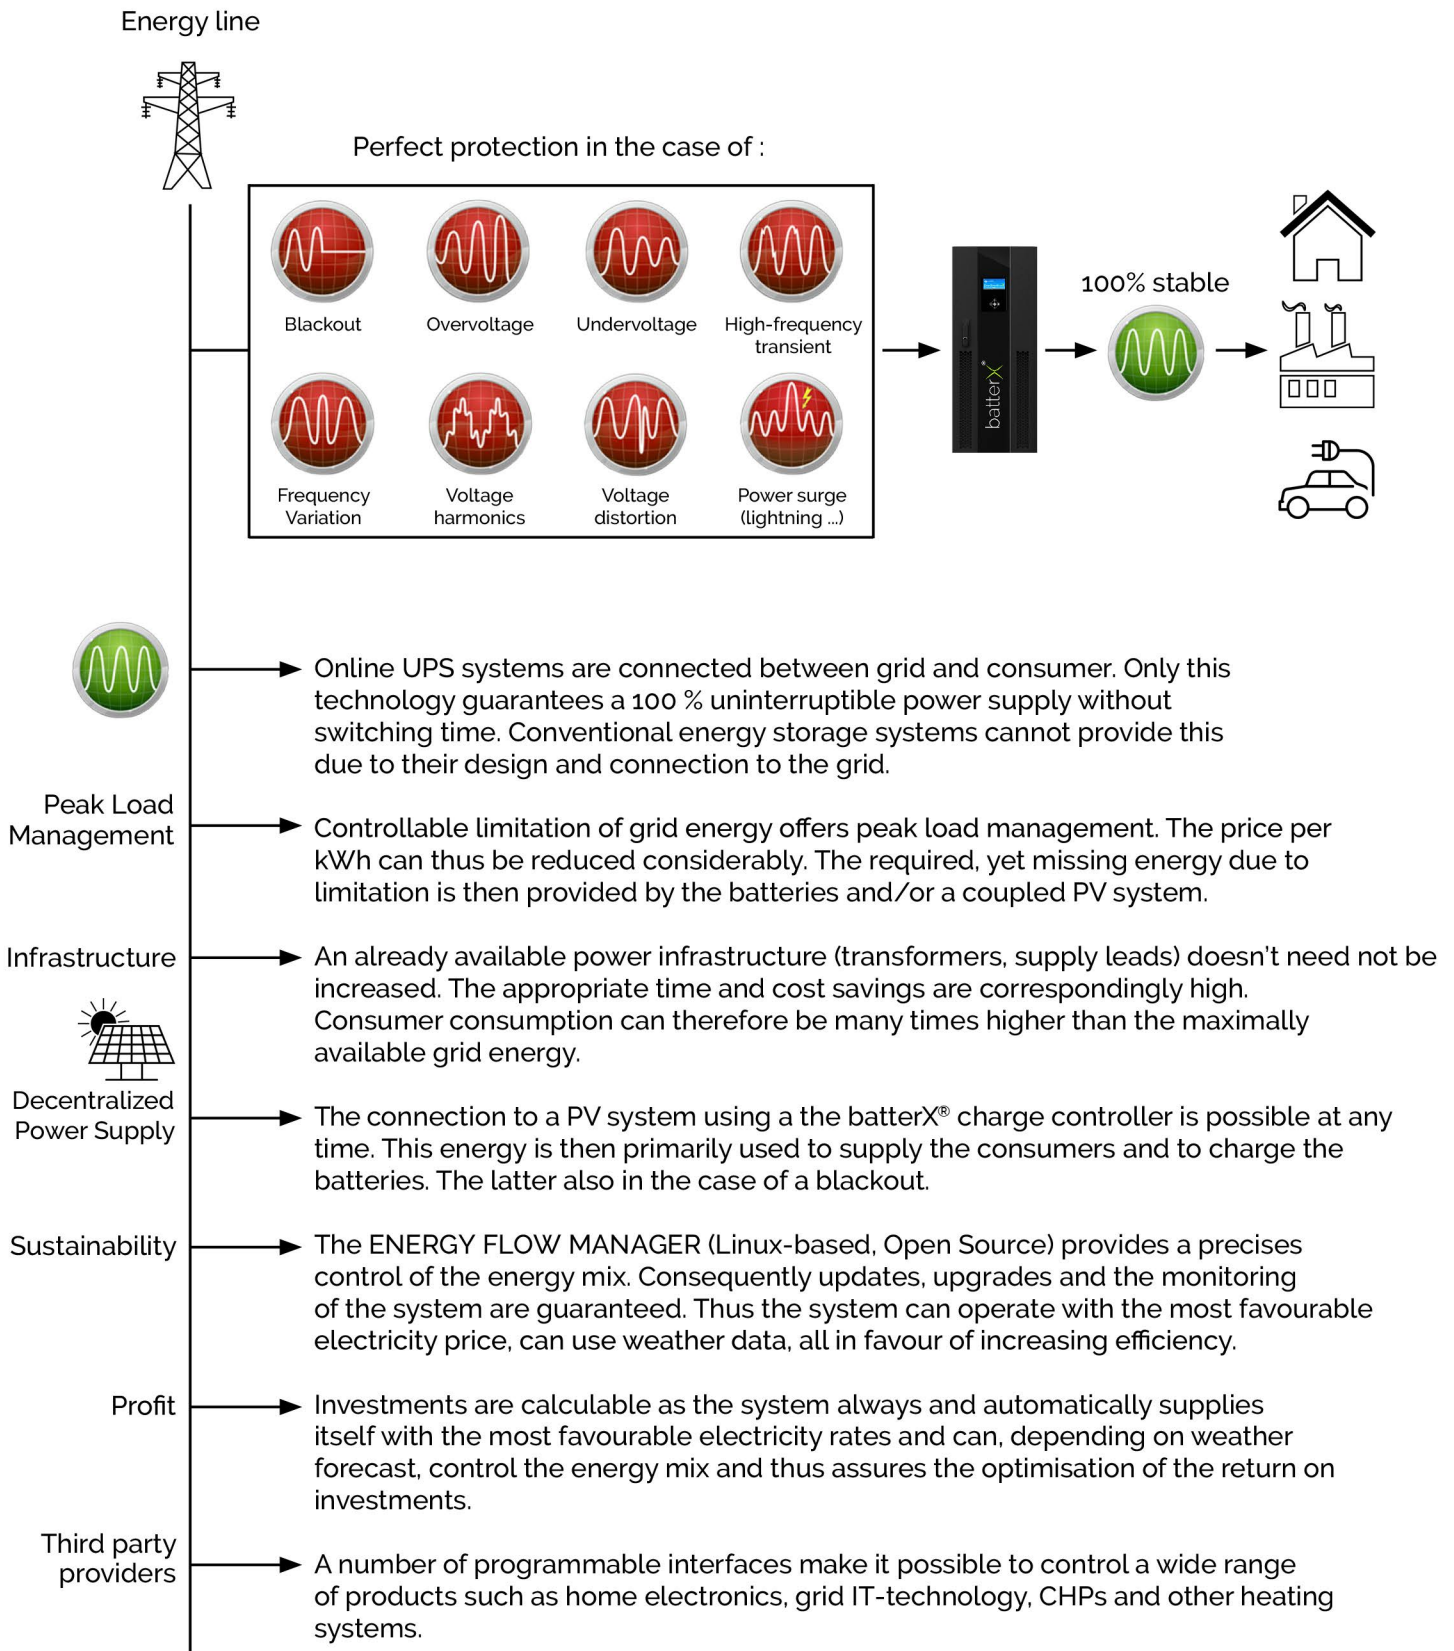 Energy line
Perfect protection in the case of :
Blackout
Overvoltage
Undervoltage
High-frequency
transient
Frequency
Variation
Voltage
harmonics
Voltage
distortion
Power surge
(lightning ...)
batterX®
100% stable
Online UPS systems are connected between grid and consumer. Only this
technology guarantees a 100 % uninterruptible power supply without
switching time. Conventional energy storage systems cannot provide this
due to their design and connection to the grid.
Peak Load
Management
Controllable limitation of grid energy offers peak load management. The price per
kWh can thus be reduced considerably. The required, yet missing energy due to
limitation is then provided by the batteries and/or a coupled PV system.
Infrastructure
An already available power infrastructure (transformers, supply leads) doesn't need not be
increased. The appropriate time and cost savings are correspondingly high.
Consumer consumption can therefore be many times higher than the maximally
available grid energy.
Decentralized
Power Supply
The connection to a PV system using a the batterX® charge controller is possible at any
time. This energy is then primarily used to supply the consumers and to charge the
batteries. The latter also in the case of a blackout.
Sustainability
The ENERGY FLOW MANAGER (Linux-based, Open Source) provides a precises
control of the energy mix. Consequently updates, upgrades and the monitoring
of the system are guaranteed. Thus the system can operate with the most favourable
electricity price, can use weather data, all in favour of increasing efficiency.
Profit
Investments are calculable as the system always and automatically supplies
itself with the most favourable electricity rates and can, depending on weather
forecast, control the energy mix and thus assures the optimisation of the return on
investments.
Third party
providers
A number of programmable interfaces make it possible to control a wide range
of products such as home electronics, grid IT-technology, CHPs and other heating
systems.